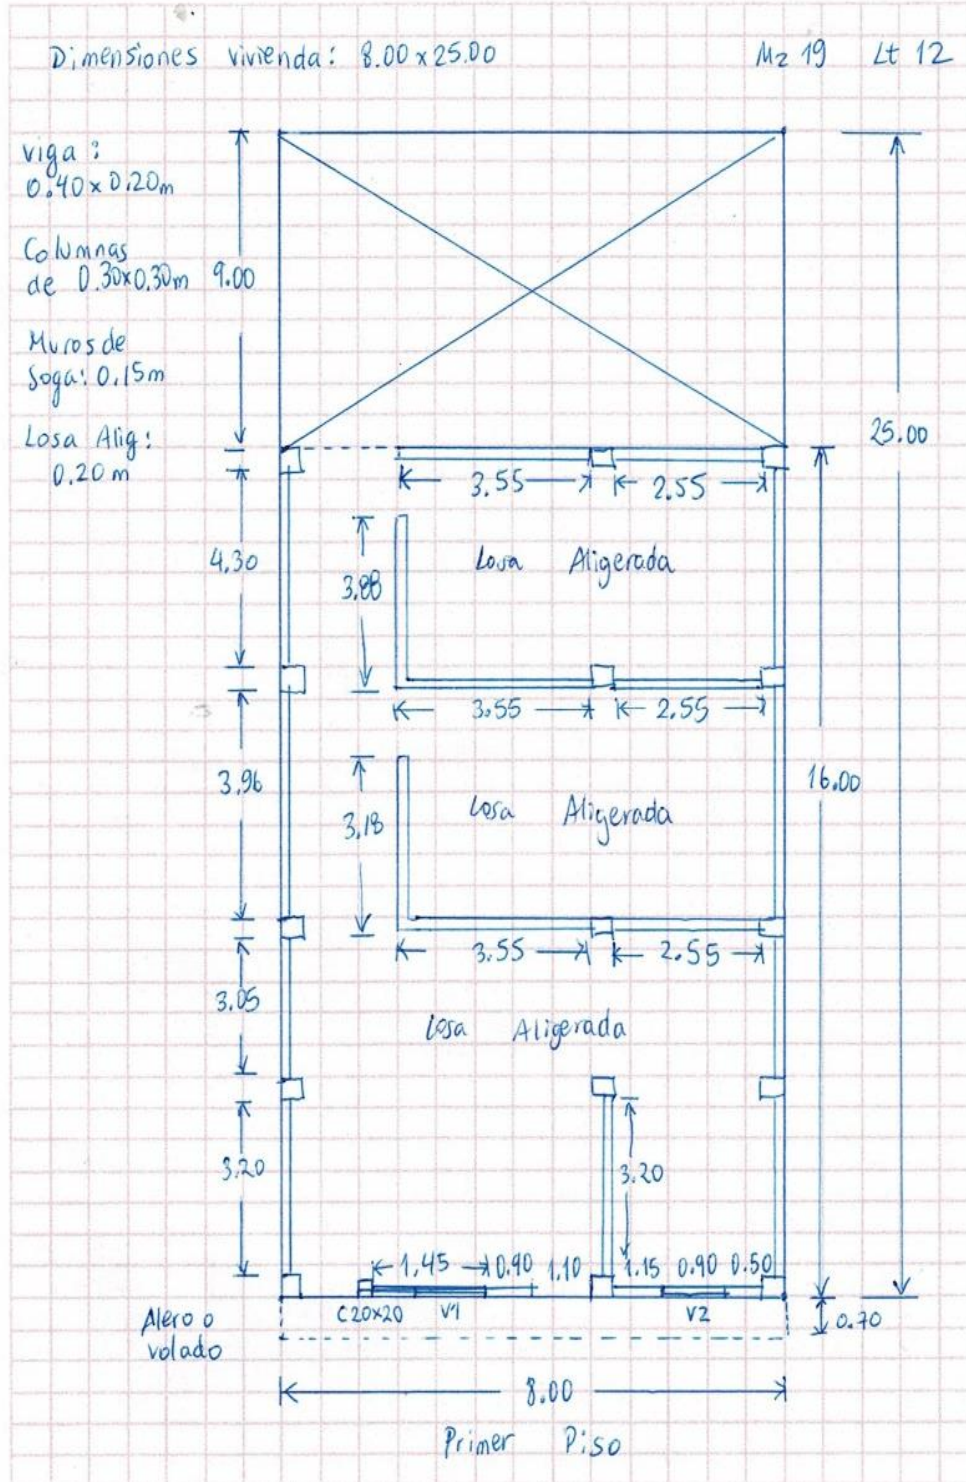 Dimensiones vivienda: 8.00 x 25.00
Mz 19 Lt 12
viga:
0.40 x 0.20m
Columnas
de 0.30x0.30m
9.00
Muros de
Soga: 0.15m
Losa Alig:
0.20 m
25.00
3.55
2.55
4.30
Losa Aligerada
3.88
3.55
2.55
3.96
16.00
3.18
Losa Aligerada
3.55
2.55
3.05
Losa Aligerada
3.20
3.20
1.45 0.90 1.10 1.15 0.90 0.50
C20x20 V1 V2
Alero o
volado
0.70
8.00
Primer Piso